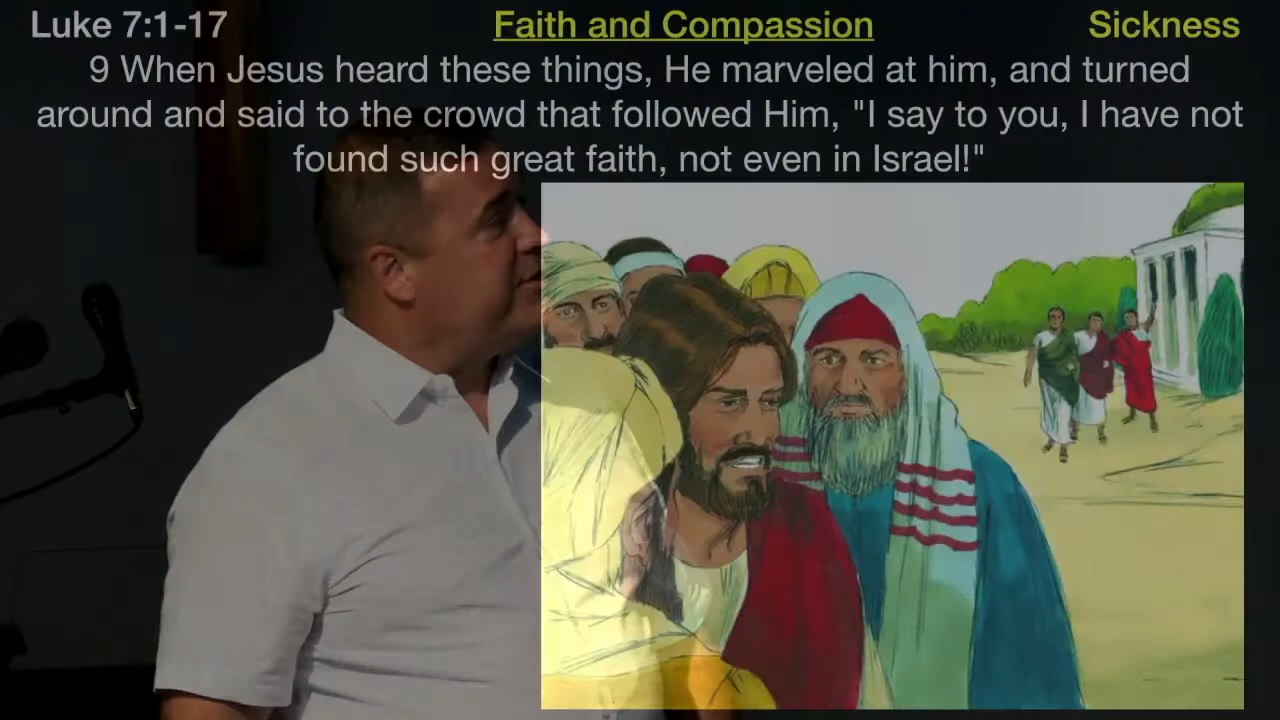 Luke 7:1-17 Faith and Compassion Sickness
9 When Jesus heard these things, He marveled at him, and turned
around and said to the crowd that followed Him, "I say to you, I have not
found such great faith, not even in Israel!"